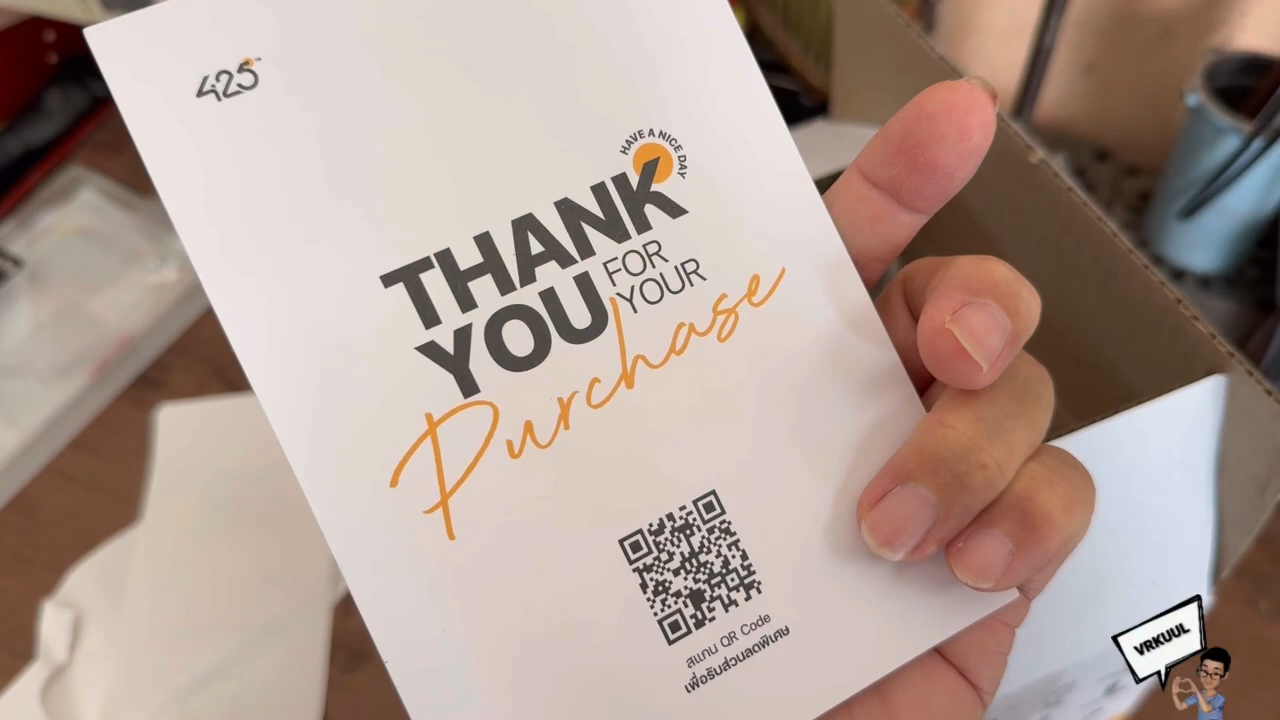 425°™
HAVE A NICE DAY
THANK
YOU FOR YOUR
Purchase
สแกน QR Code
เพื่อรับส่วนลดพิเศษ
VRKUUL